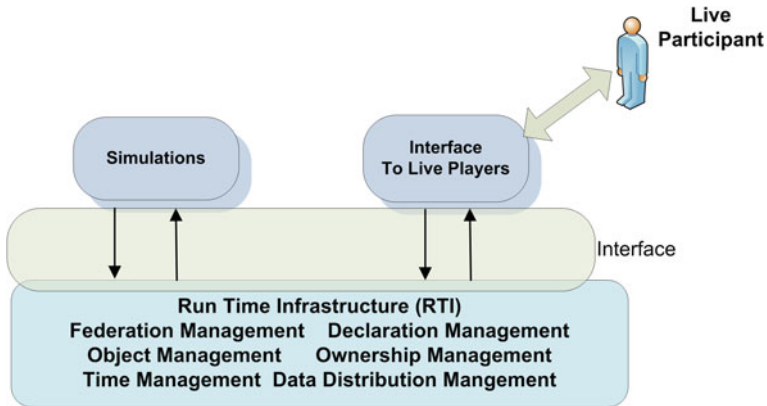 Live
Participant
Simulations
Interface
To Live Players
Interface
Run Time Infrastructure (RTI)
Federation Management Declaration Management
Object Management Ownership Management
Time Management Data Distribution Mangement